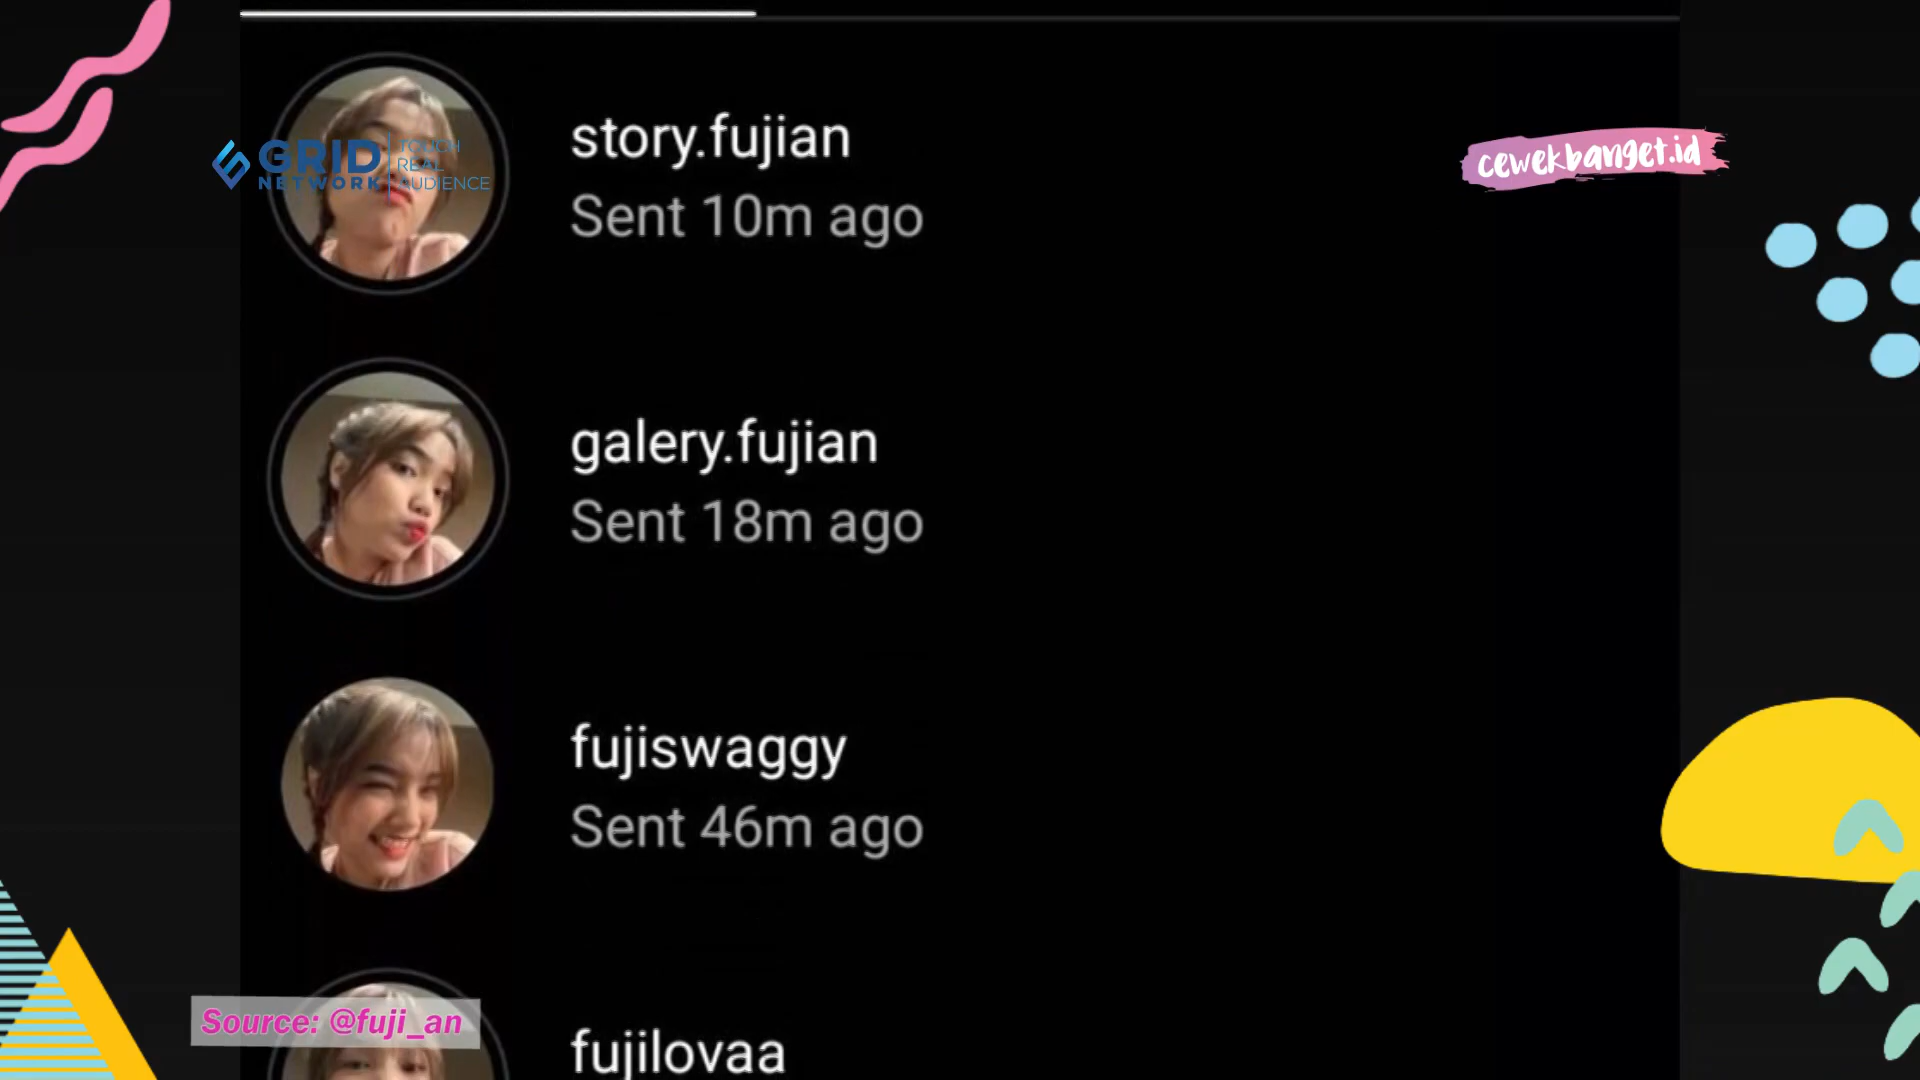 story.fujian
Sent 10m ago
GRID
NETWORK
TOUCH
REAL
AUDIENCE
cewekbanget.id
galery.fujian
Sent 18m ago
fujiswaggy
Sent 46m ago
Source: @fuji_an
fujilovaa